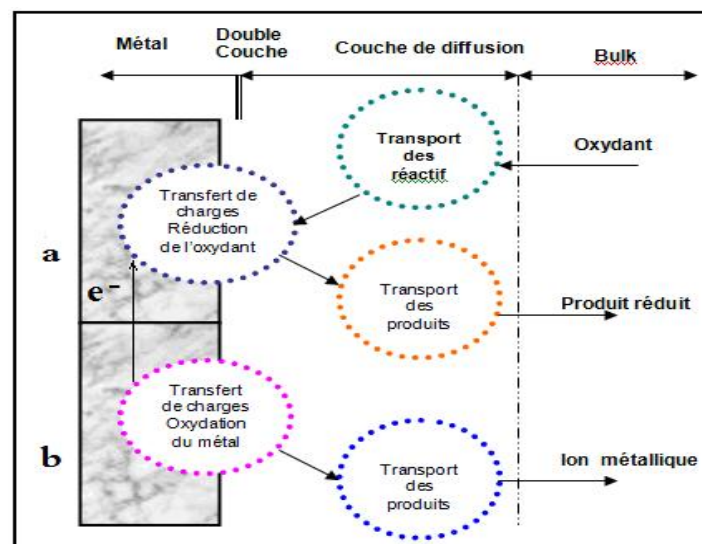 Métal
Double
Couche
Couche de diffusion
Bulk
Transport
des
réactif
Oxydant
Transfert de
charges
Réduction
de l'oxydant
a
e⁻
Transport
des
produits
Produit réduit
Transfert
de charges
Oxydation
du métal
b
Transport
des
produits
Ion métallique